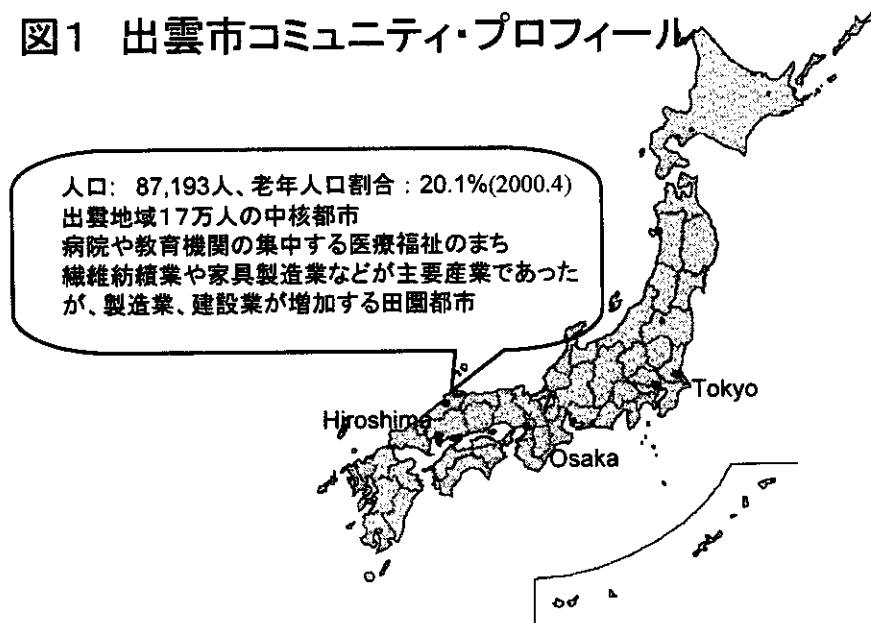 図1 出雲市コミュニティ・プロフィール
人口: 87,193人、老年人口割合:20.1%(2000.4)
出雲地域17万人の中核都市
病院や教育機関の集中する医療福祉のまち
繊維紡績業や家具製造業などが主要産業であった
が、製造業、建設業が増加する田園都市
Tokyo
Hiroshima
Osaka